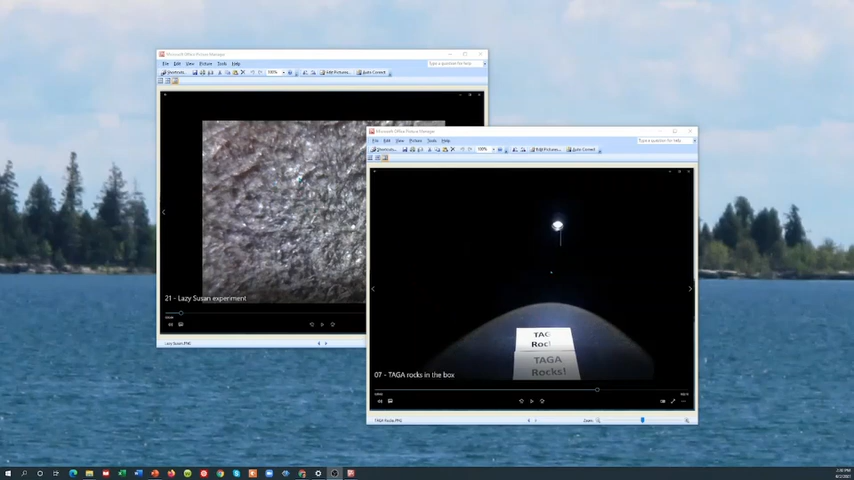 Microsoft Office Picture Manager
File Edit View Picture Tools Help
Type a question for help
Shortcuts... 100% Edit Pictures... Auto Correct
21 - Lazy Susan experiment
Lazy Susan.PNG
Microsoft Office Picture Manager
File Edit View Picture Tools Help
Type a question for help
Shortcuts... 100% Edit Pictures... Auto Correct
TAG
Roc
TAGA
Rocks!
07 - TAGA rocks in the box
TAGA Rocks.PNG
Zoom: